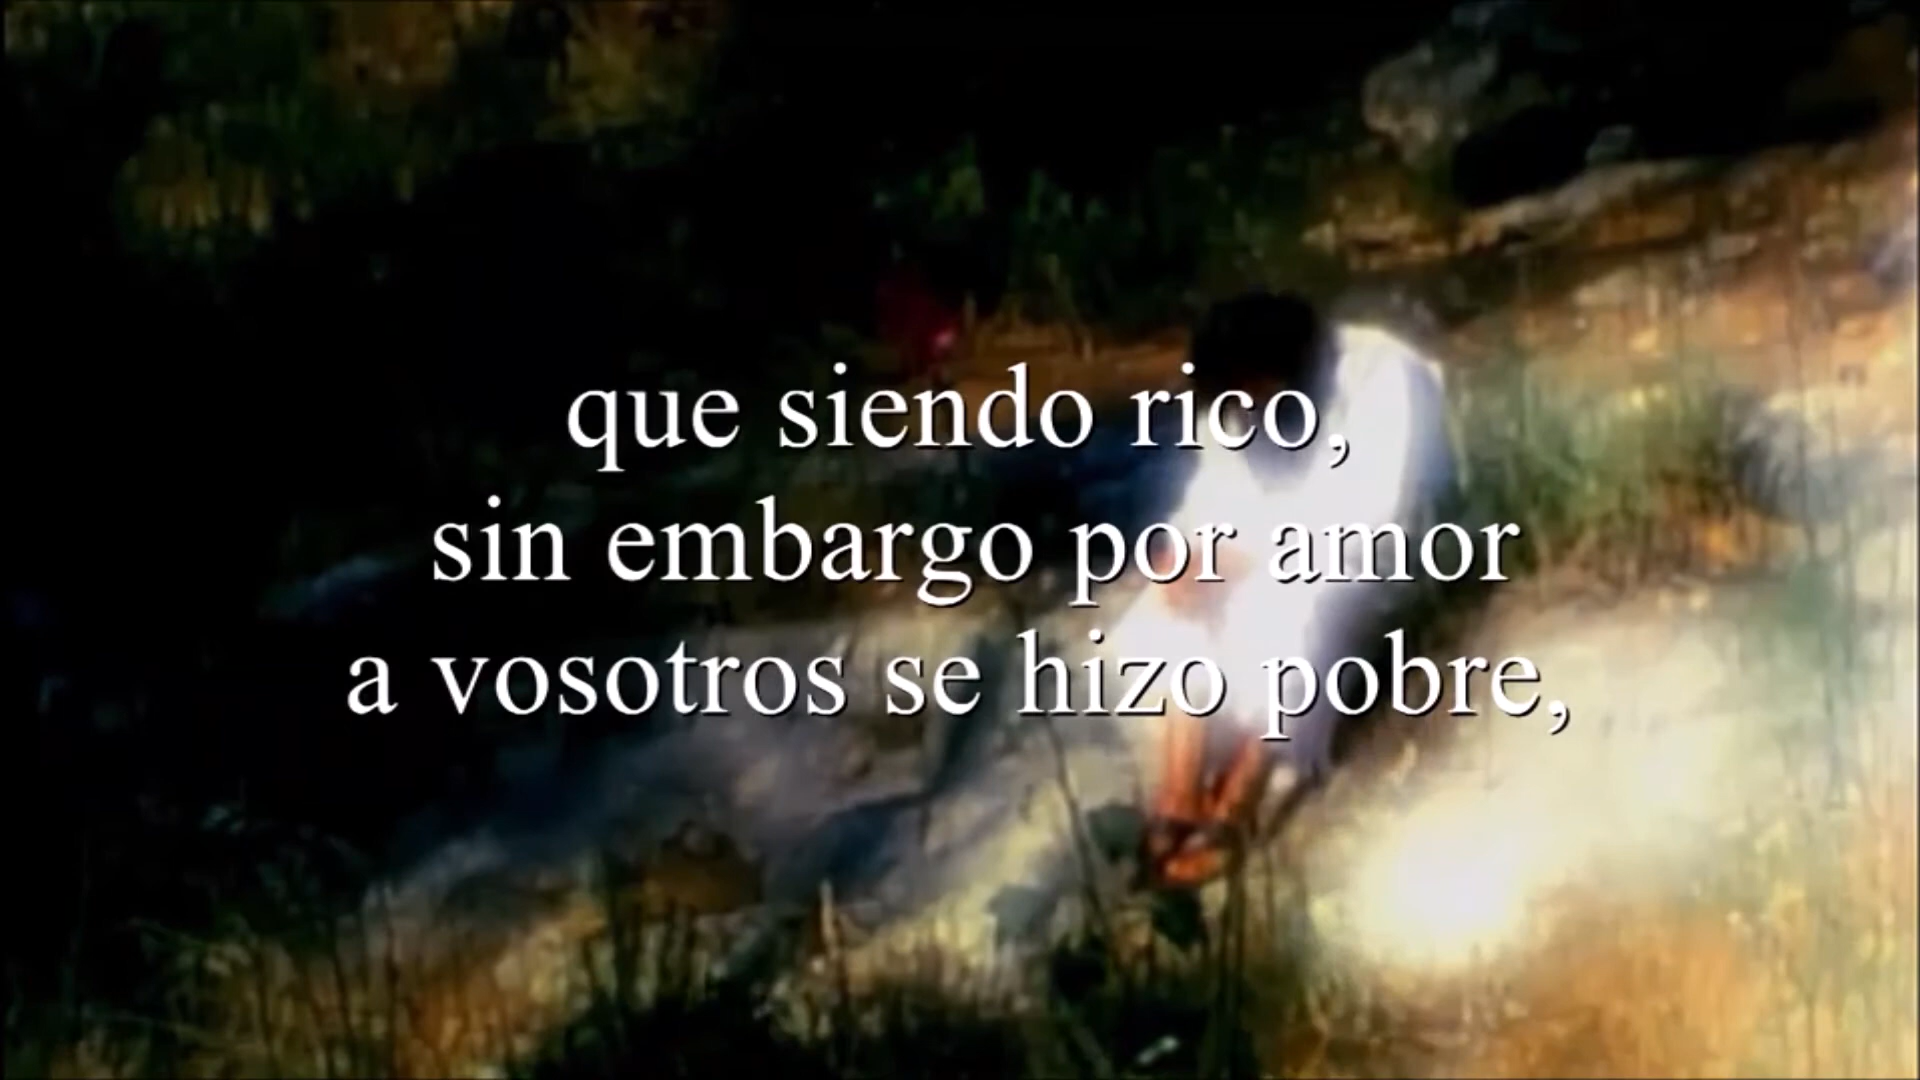 que siendo rico,
sin embargo por amor
a vosotros se hizo pobre,